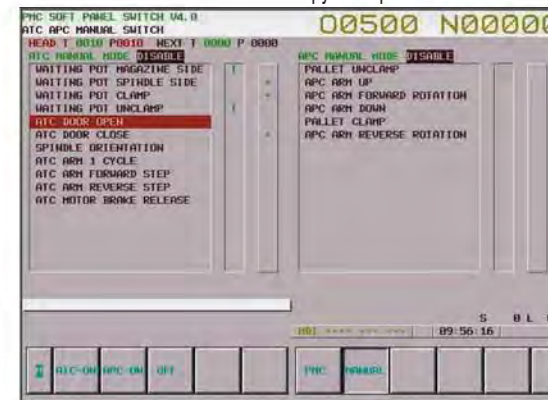 PMC SOFT PANEL SWITCH V4.0
ATC APC MANUAL SWITCH
O0500 N00000
HEAD T 0010 P0010 NEXT T 0000 P 0000
ATC MANUAL MODE DISABLE
WAITING POT MAGAZINE SIDE
WAITING POT SPINDLE SIDE
WAITING POT CLAMP
WAITING POT UNCLAMP
ATC DOOR OPEN
ATC DOOR CLOSE
SPINDLE ORIENTATION
ATC ARM 1 CYCLE
ATC ARM FORWARD STEP
ATC ARM REVERSE STEP
ATC MOTOR BRAKE RELEASE
APC MANUAL MODE DISABLE
PALLET UNCLAMP
APC ARM UP
APC ARM FORWARD ROTATION
APC ARM DOWN
PALLET CLAMP
APC ARM REVERSE ROTATION
S 0 L
MDI **** *** *** 09:56:16
ATC-ON APC-ON OFF PMC MANUAL